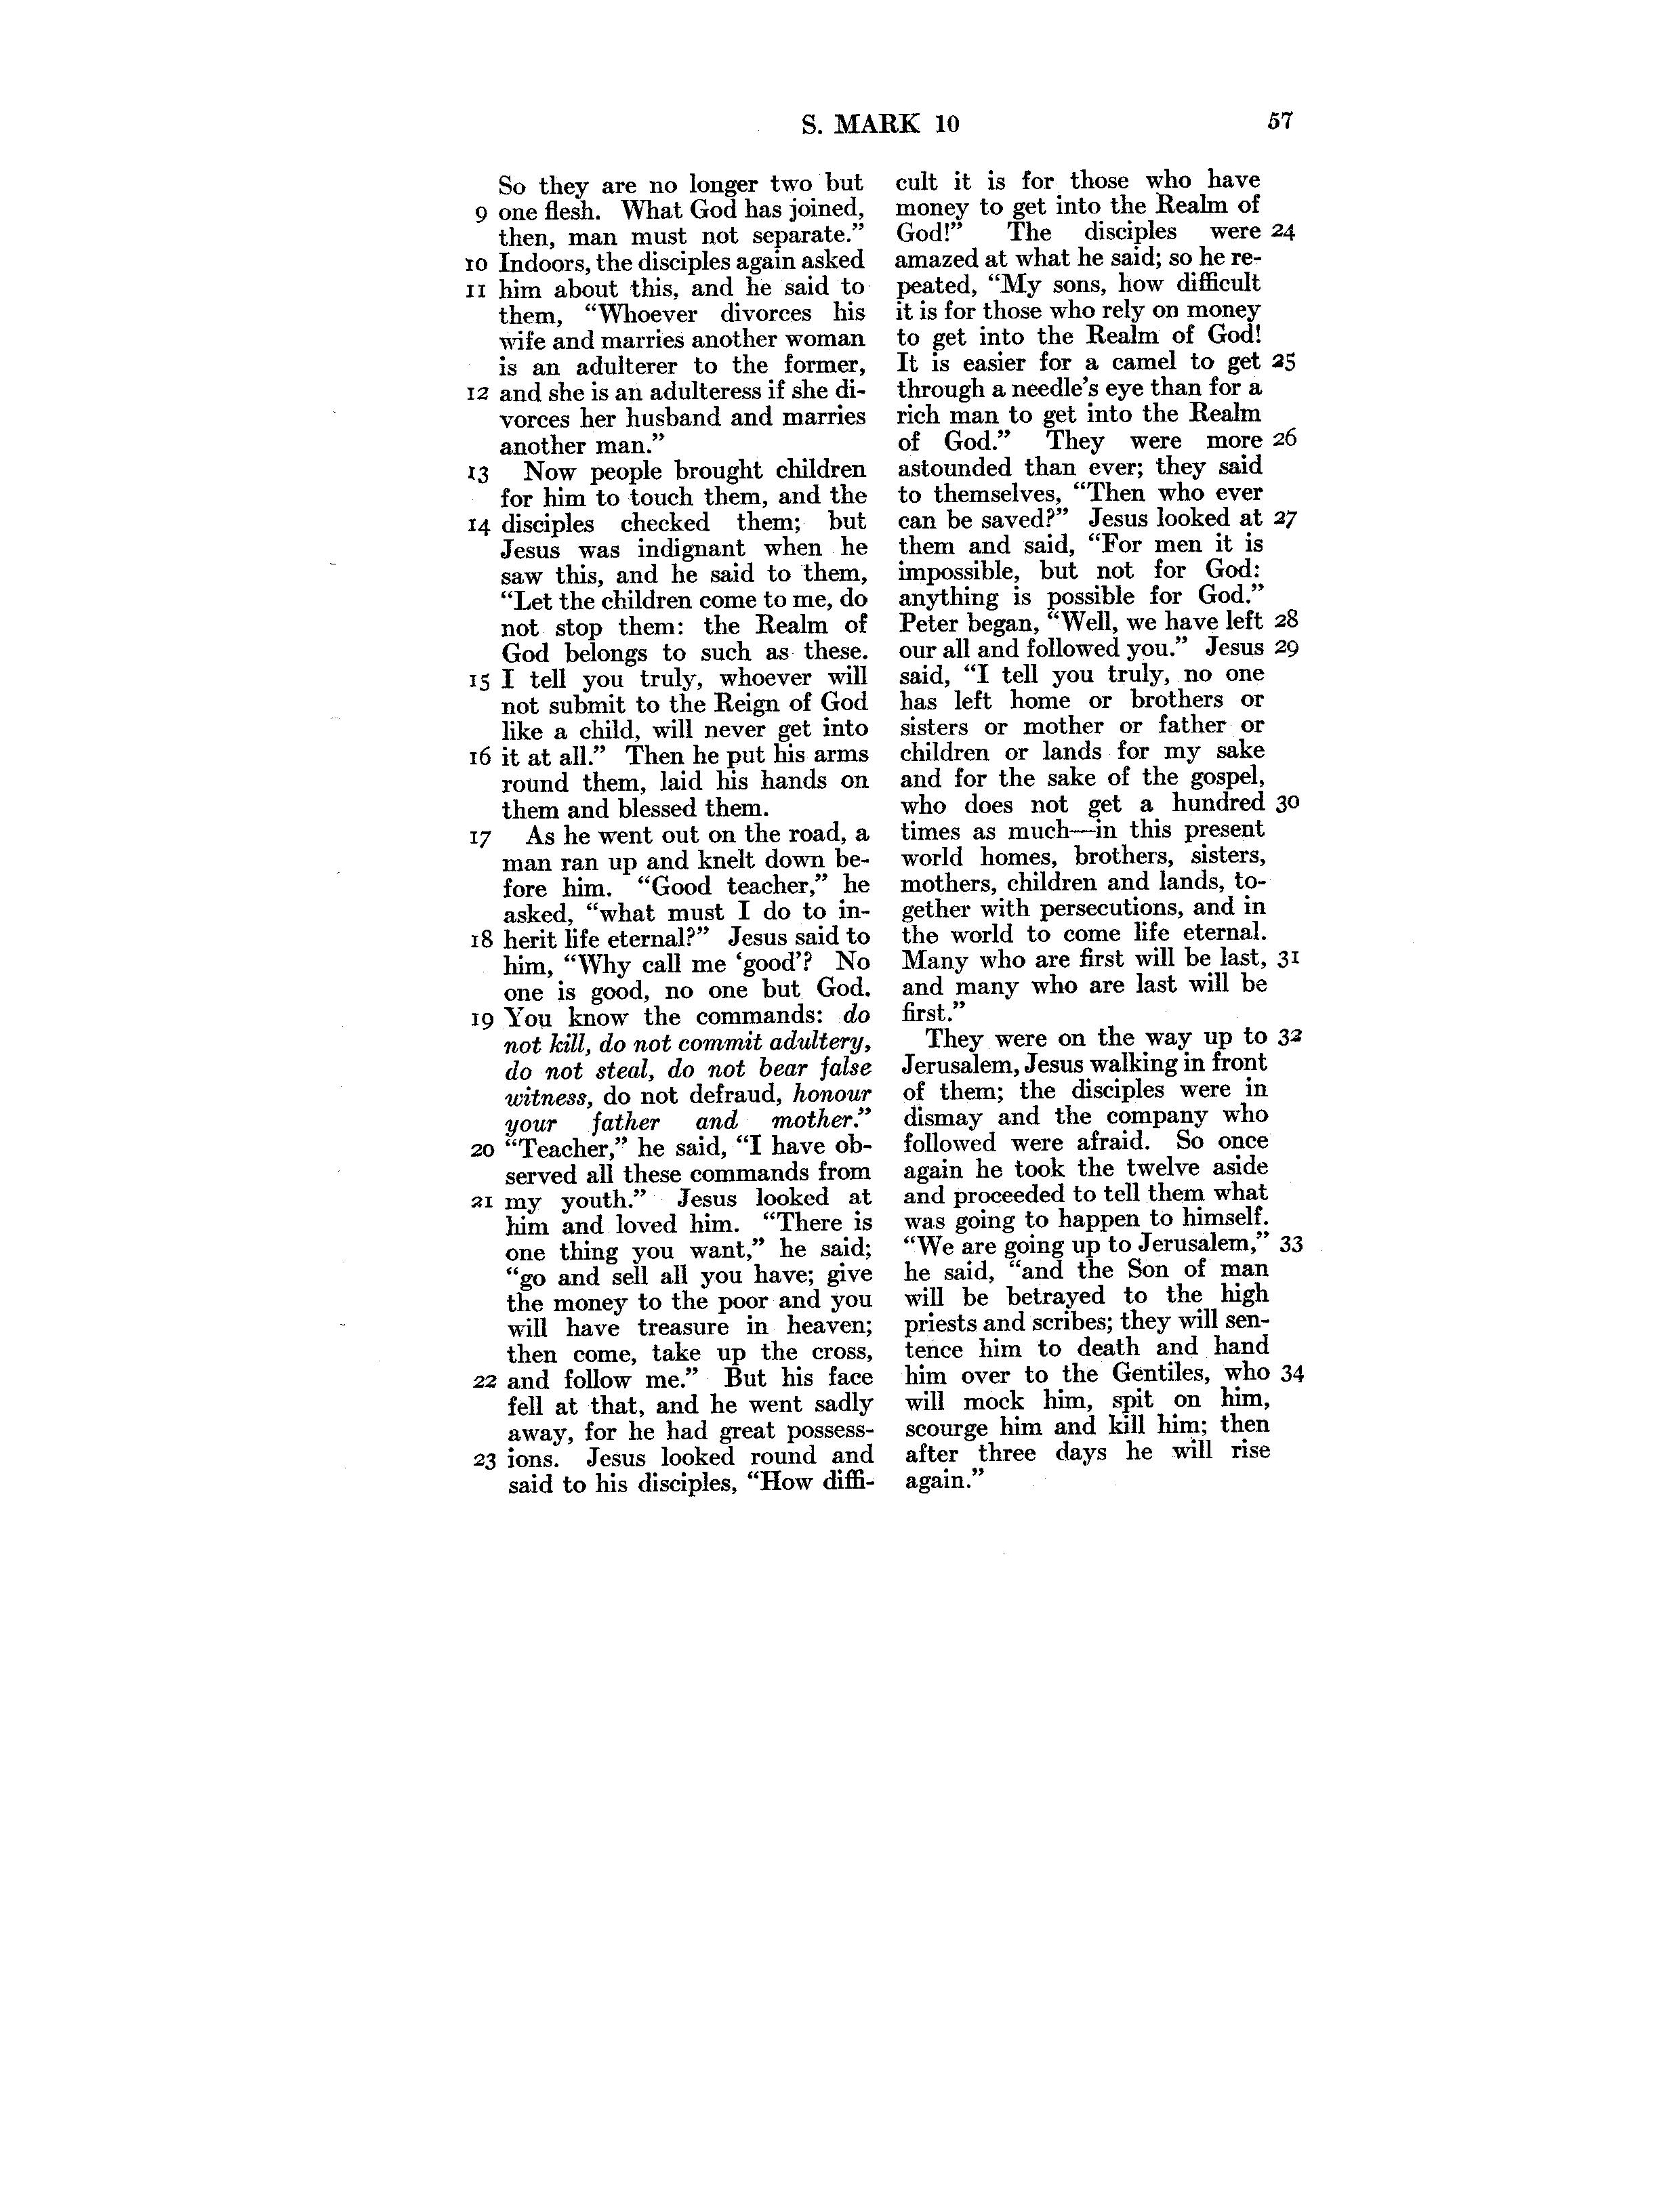 S. MARK 10 57
So they are no longer two but
9 one flesh. What God has joined,
then, man must not separate.”
10 Indoors, the disciples again asked
11 him about this, and he said to
them, “Whoever divorces his
wife and marries another woman
is an adulterer to the former,
12 and she is an adulteress if she di-
vorces her husband and marries
another man.”
13 Now people brought children
for him to touch them, and the
14 disciples checked them; but
Jesus was indignant when he
saw this, and he said to them,
“Let the children come to me, do
not stop them: the Realm of
God belongs to such as these.
15 I tell you truly, whoever will
not submit to the Reign of God
like a child, will never get into
16 it at all.” Then he put his arms
round them, laid his hands on
them and blessed them.
17 As he went out on the road, a
man ran up and knelt down be-
fore him. “Good teacher,” he
asked, “what must I do to in-
18 herit life eternal?” Jesus said to
him, “Why call me ‘good’? No
one is good, no one but God.
19 You know the commands: do
not kill, do not commit adultery,
do not steal, do not bear false
witness, do not defraud, honour
your father and mother.”
20 “Teacher,” he said, “I have ob-
served all these commands from
21 my youth.” Jesus looked at
him and loved him. “There is
one thing you want,” he said;
“go and sell all you have; give
the money to the poor and you
will have treasure in heaven;
then come, take up the cross,
22 and follow me.” But his face
fell at that, and he went sadly
away, for he had great possess-
23 ions. Jesus looked round and
said to his disciples, “How diffi-
cult it is for those who have
money to get into the Realm of
God!” The disciples were 24
amazed at what he said; so he re-
peated, “My sons, how difficult
it is for those who rely on money
to get into the Realm of God!
It is easier for a camel to get 25
through a needle’s eye than for a
rich man to get into the Realm
of God.” They were more 26
astounded than ever; they said
to themselves, “Then who ever
can be saved?” Jesus looked at 27
them and said, “For men it is
impossible, but not for God:
anything is possible for God.”
Peter began, “Well, we have left 28
our all and followed you.” Jesus 29
said, “I tell you truly, no one
has left home or brothers or
sisters or mother or father or
children or lands for my sake
and for the sake of the gospel,
who does not get a hundred 30
times as much—in this present
world homes, brothers, sisters,
mothers, children and lands, to-
gether with persecutions, and in
the world to come life eternal.
Many who are first will be last, 31
and many who are last will be
first.”
They were on the way up to 32
Jerusalem, Jesus walking in front
of them; the disciples were in
dismay and the company who
followed were afraid. So once
again he took the twelve aside
and proceeded to tell them what
was going to happen to himself.
“We are going up to Jerusalem,” 33
he said, “and the Son of man
will be betrayed to the high
priests and scribes; they will sen-
tence him to death and hand
him over to the Gentiles, who 34
will mock him, spit on him,
scourge him and kill him; then
after three days he will rise
again.”